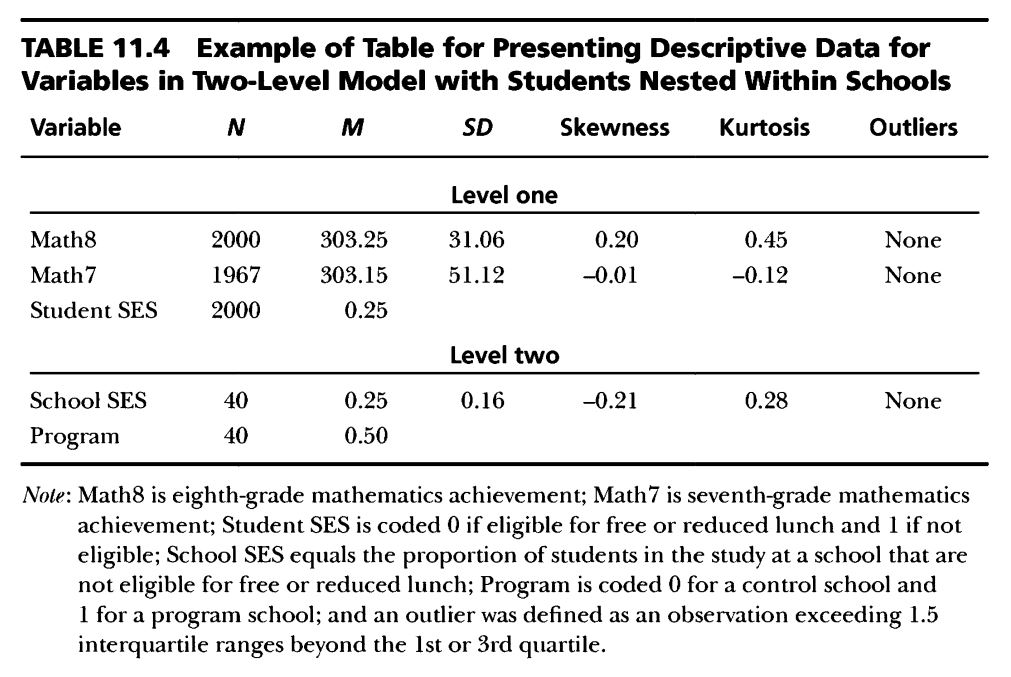 TABLE 11.4 Example of Table for Presenting Descriptive Data for
Variables in Two-Level Model with Students Nested Within Schools
Variable N M SD Skewness Kurtosis Outliers
Level one
Math8 2000 303.25 31.06 0.20 0.45 None
Math7 1967 303.15 51.12 –0.01 –0.12 None
Student SES 2000 0.25
Level two
School SES 40 0.25 0.16 –0.21 0.28 None
Program 40 0.50
Note: Math8 is eighth-grade mathematics achievement; Math7 is seventh-grade mathematics
achievement; Student SES is coded 0 if eligible for free or reduced lunch and 1 if not
eligible; School SES equals the proportion of students in the study at a school that are
not eligible for free or reduced lunch; Program is coded 0 for a control school and
1 for a program school; and an outlier was defined as an observation exceeding 1.5
interquartile ranges beyond the 1st or 3rd quartile.